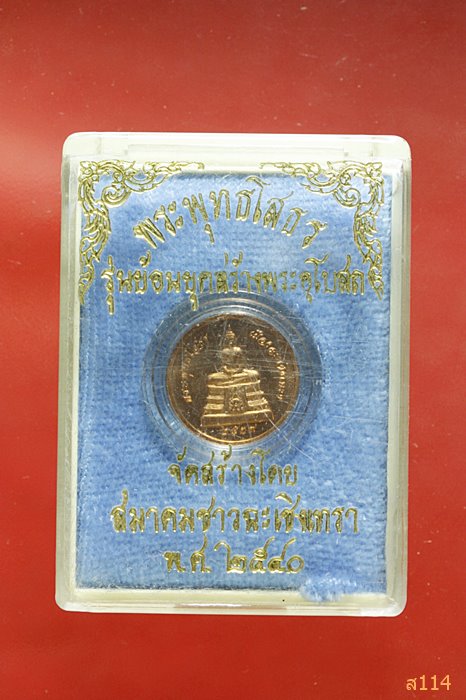 พระพุทธโสธร
รุ่นย้อนยุคสร้างพระอุโบสถ
จัดสร้างโดย
สมาคมชาวฉะเชิงเทรา
พ.ศ. ๒๕๔๐
ส114